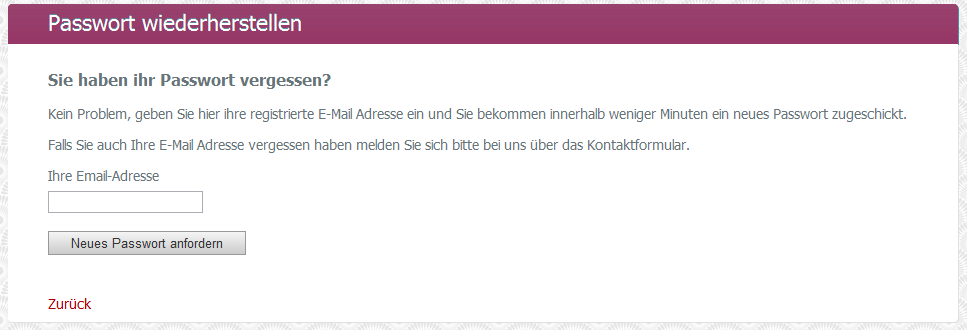 Passwort wiederherstellen
Sie haben ihr Passwort vergessen?
Kein Problem, geben Sie hier ihre registrierte E-Mail Adresse ein und Sie bekommen innerhalb weniger Minuten ein neues Passwort zugeschickt.
Falls Sie auch Ihre E-Mail Adresse vergessen haben melden Sie sich bitte bei uns über das Kontaktformular.
Ihre Email-Adresse
Neues Passwort anfordern
Zurück